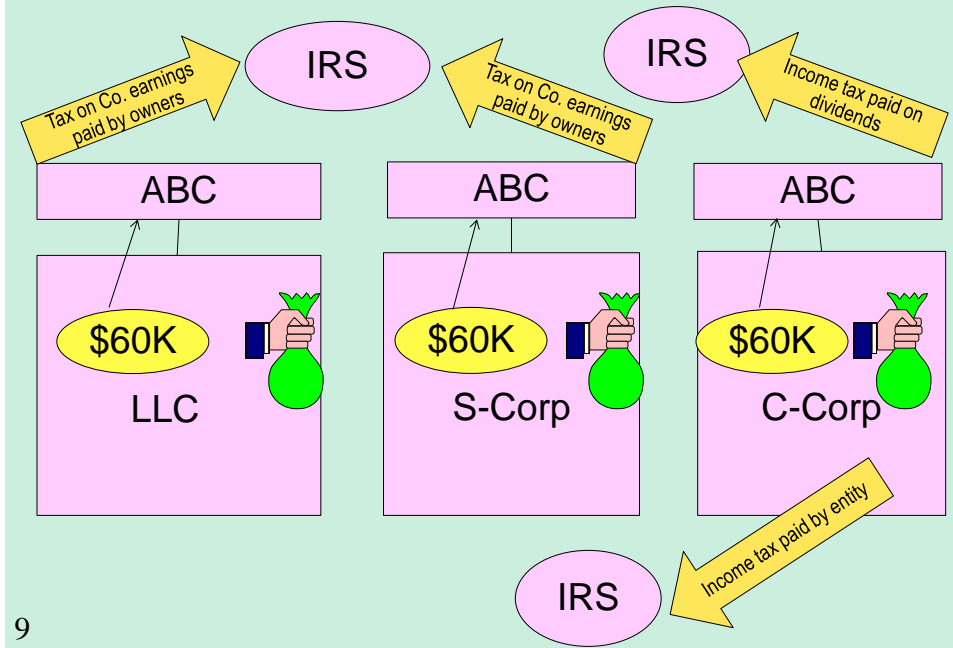 IRS
IRS
Tax on Co. earnings
paid by owners
Tax on Co. earnings
paid by owners
Income tax paid on
dividends
ABC
ABC
ABC
$60K
$60K
$60K
LLC
S-Corp
C-Corp
Income tax paid by entity
IRS
9